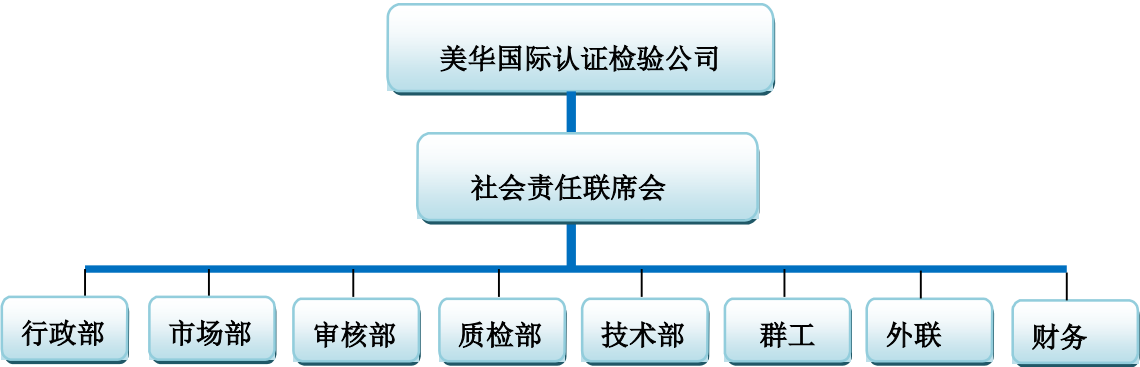 美华国际认证检验公司
社会责任联席会
行政部
市场部
审核部
质检部
技术部
群工
外联
财务